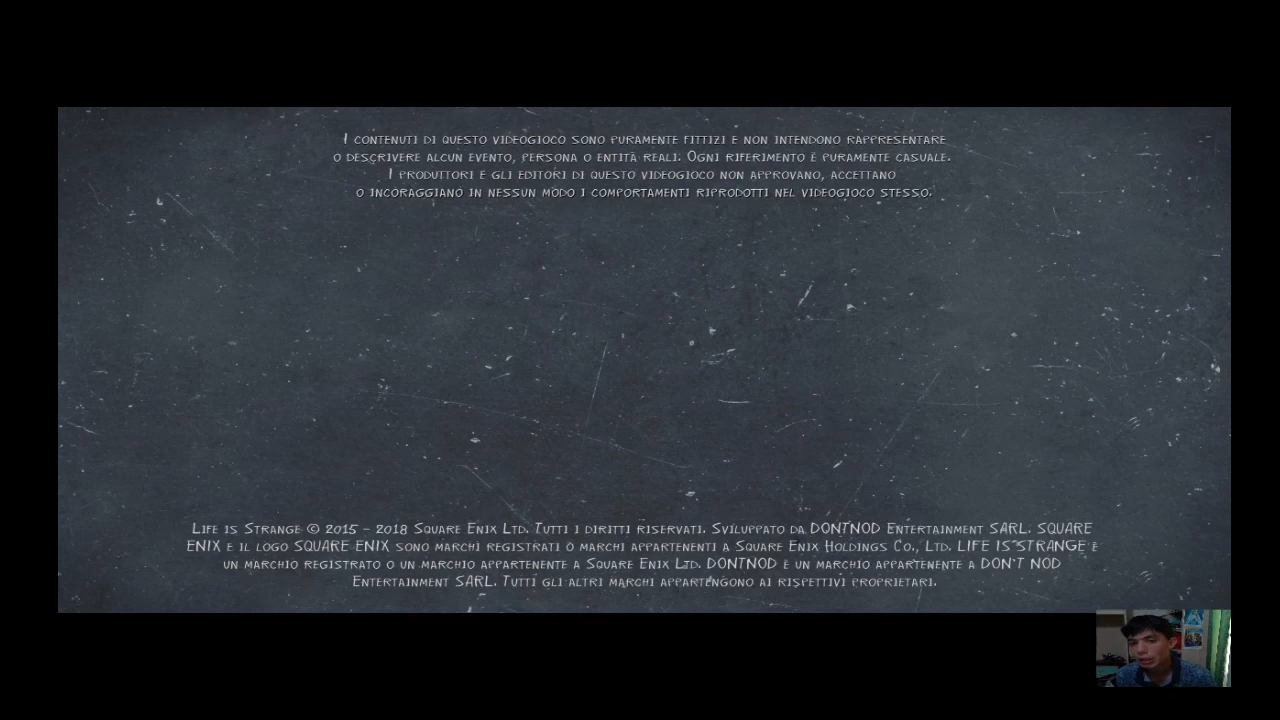 I CONTENUTI DI QUESTO VIDEOGIOCO SONO PURAMENTE FITTIZI E NON INTENDONO RAPPRESENTARE
O DESCRIVERE ALCUN EVENTO, PERSONA O ENTITÀ REALI. OGNI RIFERIMENTO È PURAMENTE CASUALE.
I PRODUTTORI E GLI EDITORI DI QUESTO VIDEOGIOCO NON APPROVANO, ACCETTANO
O INCORAGGIANO IN NESSUN MODO I COMPORTAMENTI RIPRODOTTI NEL VIDEOGIOCO STESSO.
LIFE IS STRANGE © 2015 - 2018 SQUARE ENIX LTD. TUTTI I DIRITTI RISERVATI. SVILUPPATO DA DONTNOD ENTERTAINMENT SARL. SQUARE
ENIX E IL LOGO SQUARE ENIX SONO MARCHI REGISTRATI O MARCHI APPARTENENTI A SQUARE ENIX HOLDINGS CO., LTD. LIFE IS STRANGE È
UN MARCHIO REGISTRATO O UN MARCHIO APPARTENENTE A SQUARE ENIX LTD. DONTNOD È UN MARCHIO APPARTENENTE A DON'T NOD
ENTERTAINMENT SARL. TUTTI GLI ALTRI MARCHI APPARTENGONO AI RISPETTIVI PROPRIETARI.